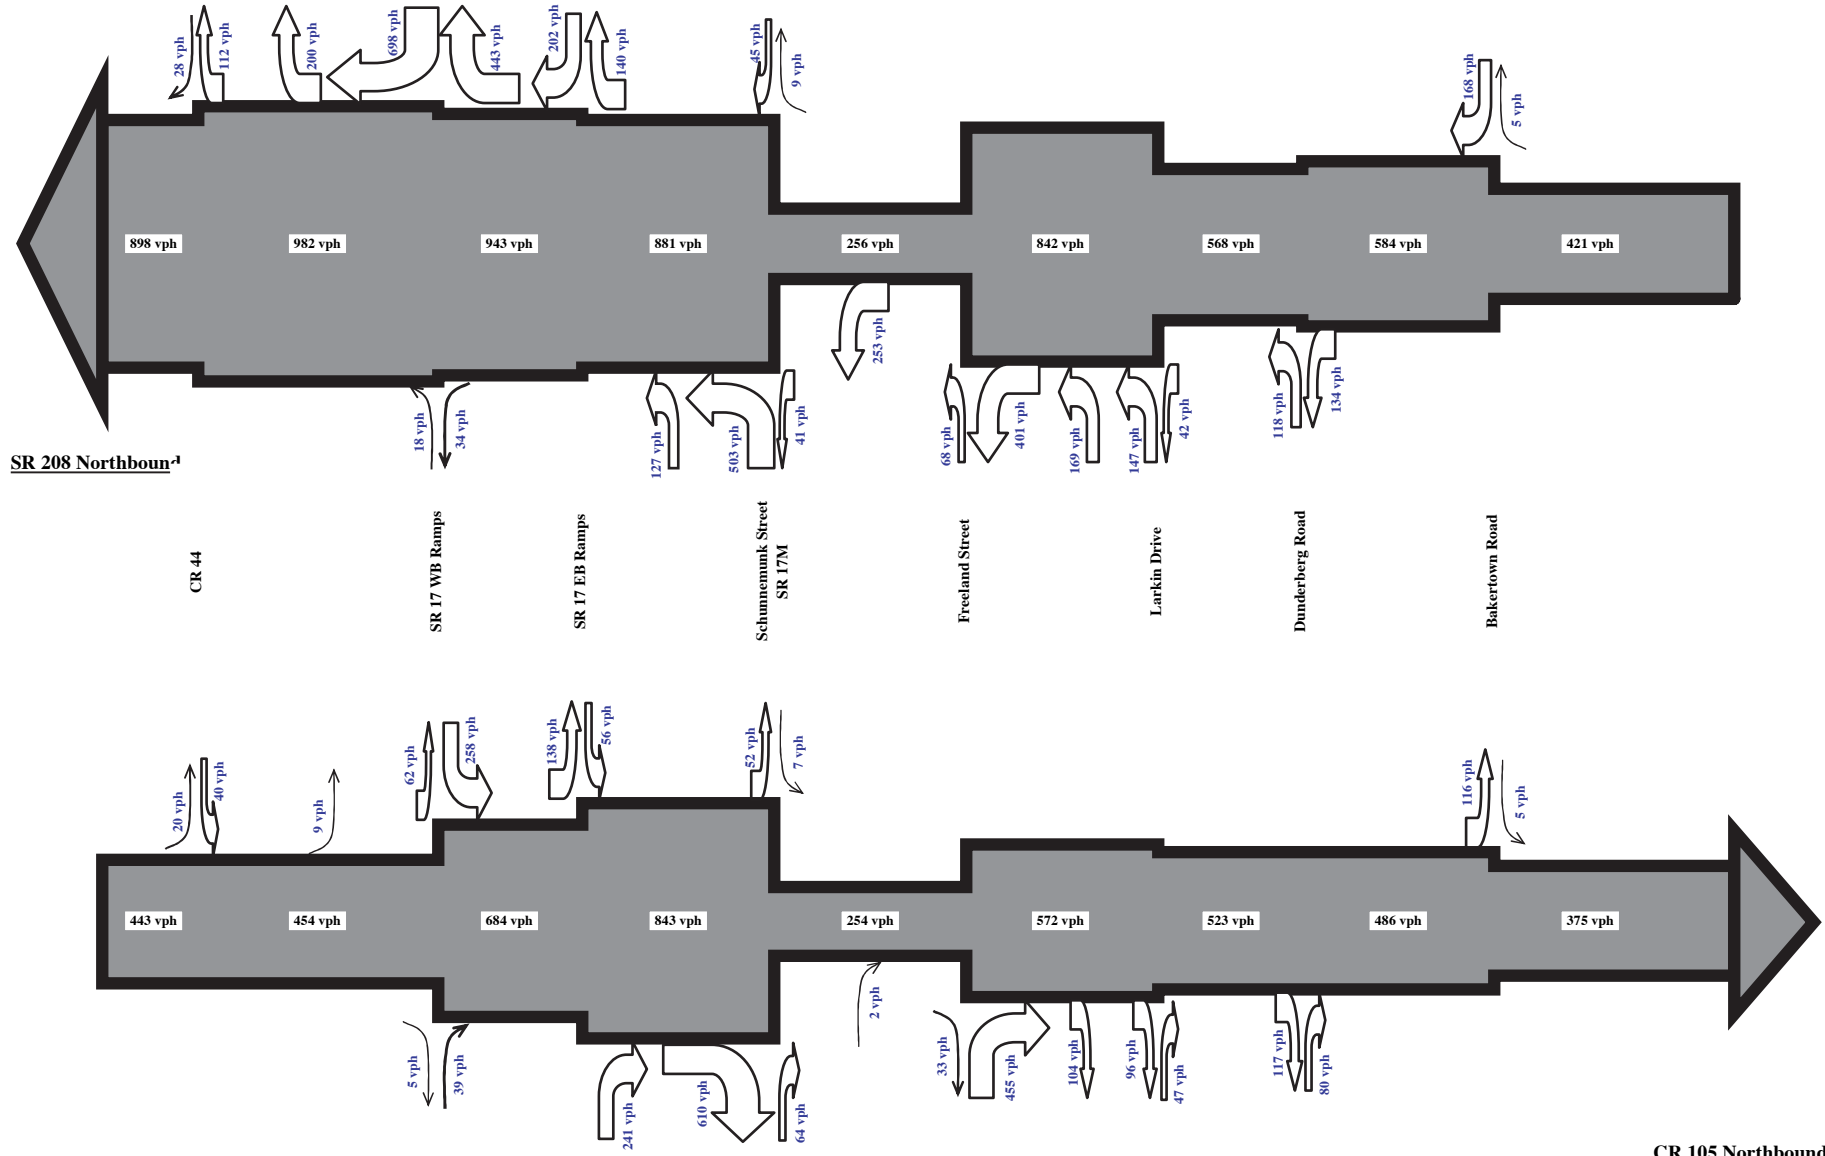 28 vph
112 vph
200 vph
698 vph
443 vph
202 vph
140 vph
45 vph
9 vph
168 vph
5 vph
898 vph
982 vph
943 vph
881 vph
256 vph
842 vph
568 vph
584 vph
421 vph
18 vph
34 vph
127 vph
503 vph
41 vph
253 vph
68 vph
401 vph
169 vph
147 vph
42 vph
118 vph
134 vph
SR 208 Northbound
CR 44
SR 17 WB Ramps
SR 17 EB Ramps
Schunnemunk Street
SR 17M
Freeland Street
Larkin Drive
Dunderberg Road
Bakertown Road
20 vph
40 vph
9 vph
62 vph
258 vph
138 vph
56 vph
52 vph
7 vph
116 vph
5 vph
443 vph
454 vph
684 vph
843 vph
254 vph
572 vph
523 vph
486 vph
375 vph
5 vph
39 vph
241 vph
610 vph
64 vph
2 vph
33 vph
455 vph
104 vph
96 vph
47 vph
117 vph
80 vph
CR 105 Northbound